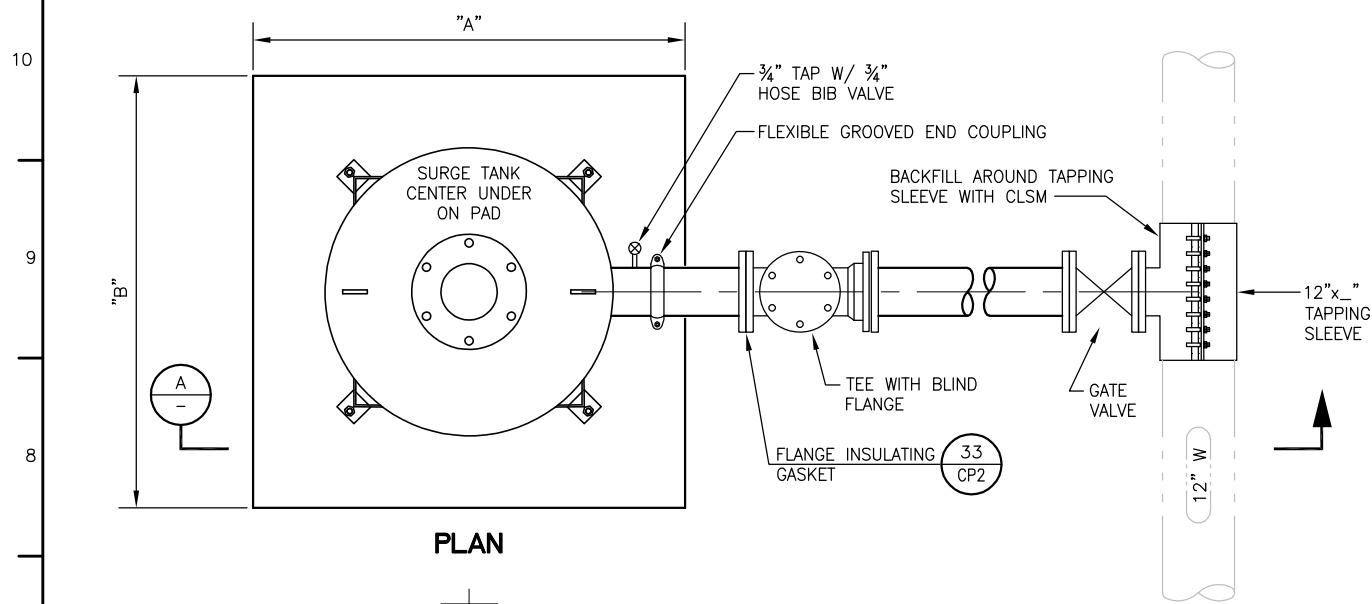 10
"A"
¾" TAP W/ ¾"
HOSE BIB VALVE
FLEXIBLE GROOVED END COUPLING
BACKFILL AROUND TAPPING
SLEEVE WITH CLSM
SURGE TANK
CENTER UNDER
ON PAD
9
"B"
12"x_"
TAPPING
SLEEVE
A
-
TEE WITH BLIND
FLANGE
GATE
VALVE
8
FLANGE INSULATING
GASKET
33
CP2
12" W
PLAN